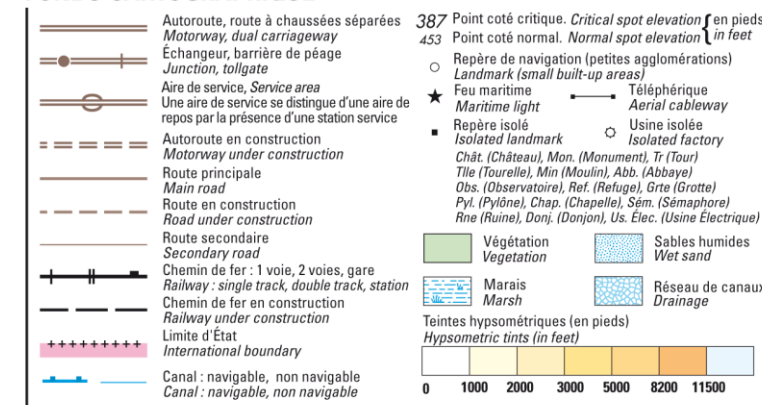 Autoroute, route à chaussées séparées
Motorway, dual carriageway
Échangeur, barrière de péage
Junction, tollgate
Aire de service, Service area
Une aire de service se distingue d'une aire de
repos par la présence d'une station service
Autoroute en construction
Motorway under construction
Route principale
Main road
Route en construction
Road under construction
Route secondaire
Secondary road
Chemin de fer : 1 voie, 2 voies, gare
Railway : single track, double track, station
Chemin de fer en construction
Railway under construction
Limite d'État
International boundary
Canal : navigable, non navigable
Canal : navigable, non navigable
387 Point coté critique. Critical spot elevation { en pieds
453 Point coté normal. Normal spot elevation { in feet
Repère de navigation (petites agglomérations)
Landmark (small built-up areas)
Feu maritime
Maritime light
Téléphérique
Aerial cableway
Repère isolé
Isolated landmark
Usine isolée
Isolated factory
Chât. (Château), Mon. (Monument), Tr (Tour)
Tlle (Tourelle), Min (Moulin), Abb. (Abbaye)
Obs. (Observatoire), Ref. (Refuge), Grte (Grotte)
Pyl. (Pylône), Chap. (Chapelle), Sém. (Sémaphore)
Rne (Ruine), Donj. (Donjon), Us. Élec. (Usine Électrique)
Végétation
Vegetation
Sables humides
Wet sand
Marais
Marsh
Réseau de canaux
Drainage
Teintes hypsométriques (en pieds)
Hypsometric tints (in feet)
0 1000 2000 3000 5000 8200 11500